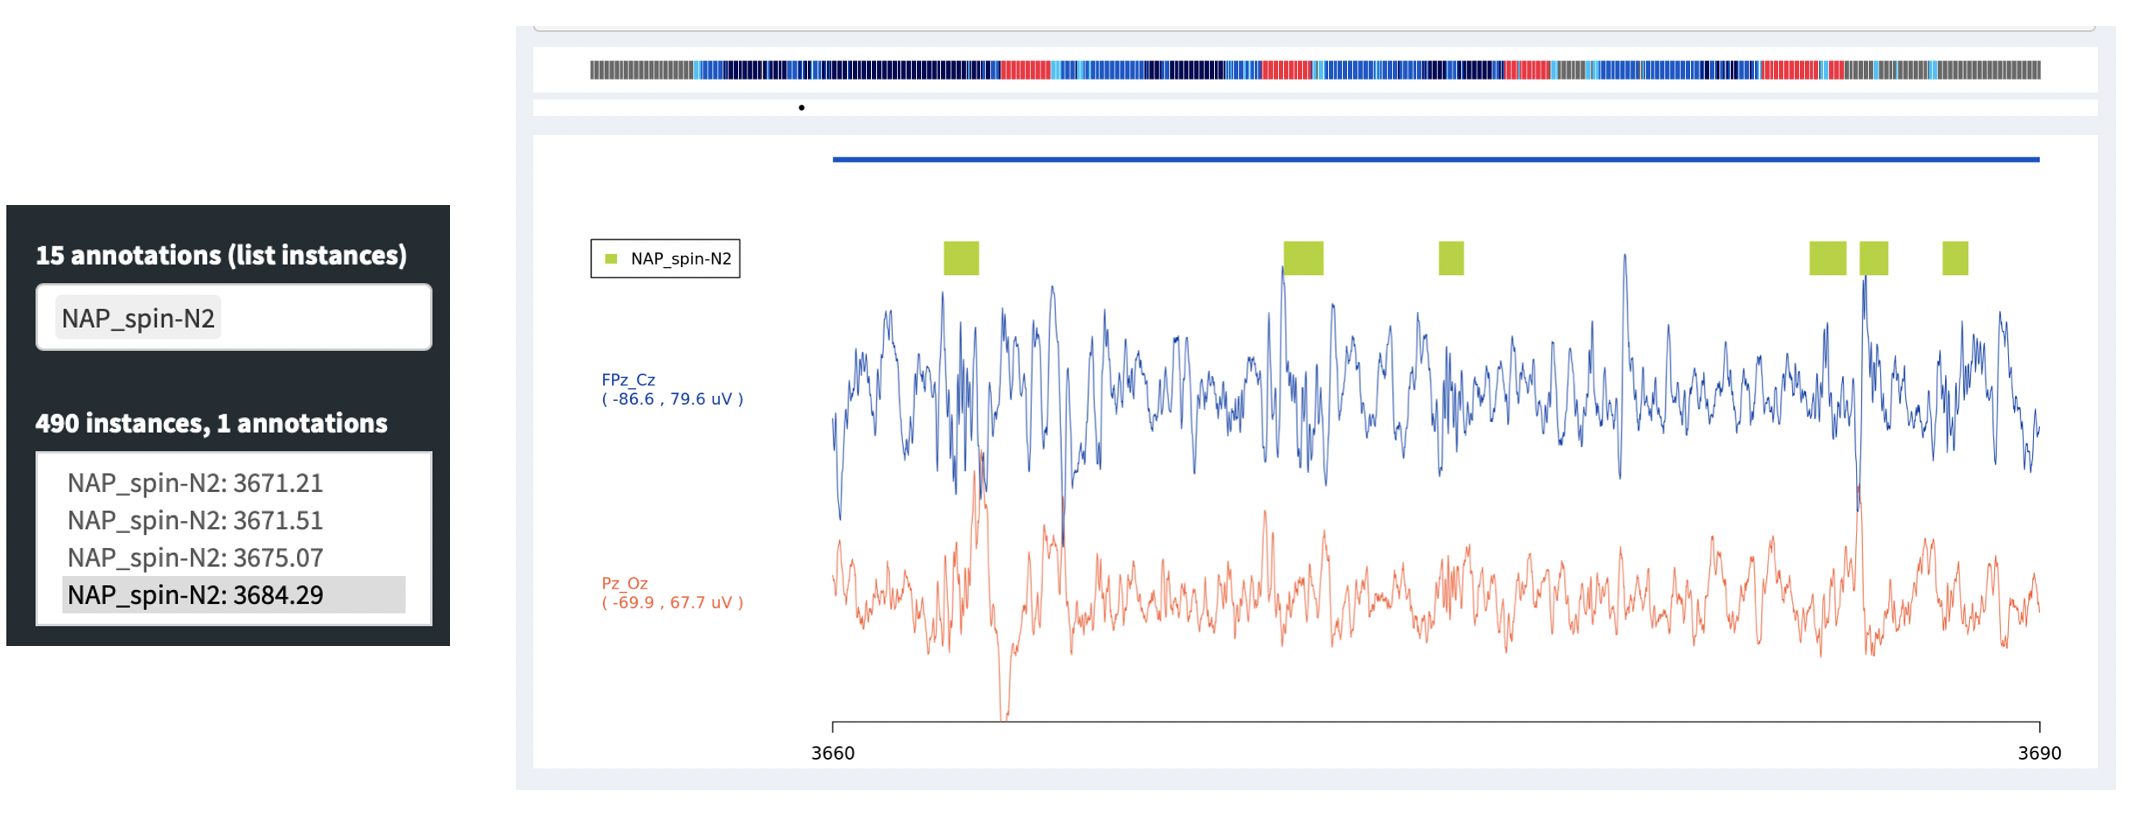 15 annotations (list instances)
NAP_spin-N2
490 instances, 1 annotations
NAP_spin-N2: 3671.21
NAP_spin-N2: 3671.51
NAP_spin-N2: 3675.07
NAP_spin-N2: 3684.29
NAP_spin-N2
FPz_Cz
( -86.6 , 79.6 uV )
Pz_Oz
( -69.9 , 67.7 uV )
3660
3690